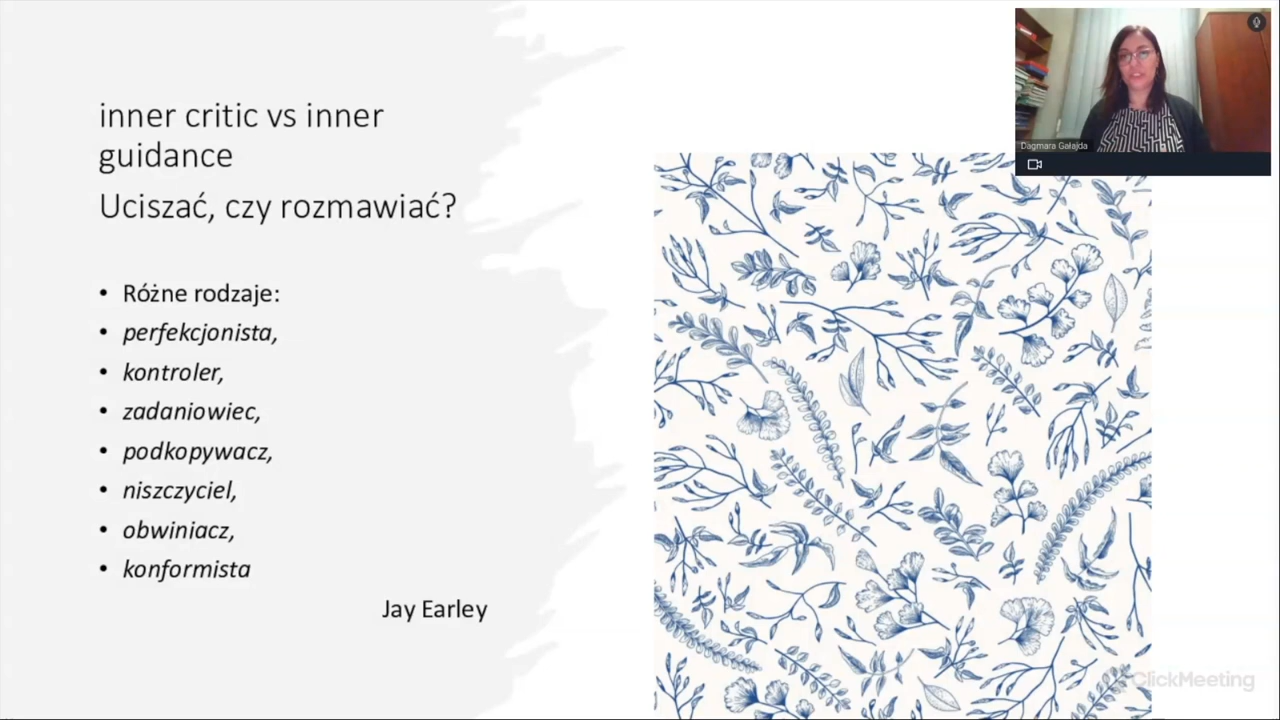 inner critic vs inner
guidance
Uciszać, czy rozmawiać?
• Różne rodzaje:
• perfekcjonista,
• kontroler,
• zadaniowiec,
• podkopywacz,
• niszczyciel,
• obwiniacz,
• konformista
Jay Earley
Dagmara Gałajda
ClickMeeting